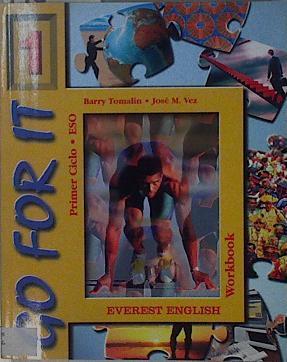 1
GO FOR IT
Barry Tomalin • José M. Vez
Primer Ciclo • ESO
Workbook
EVEREST ENGLISH